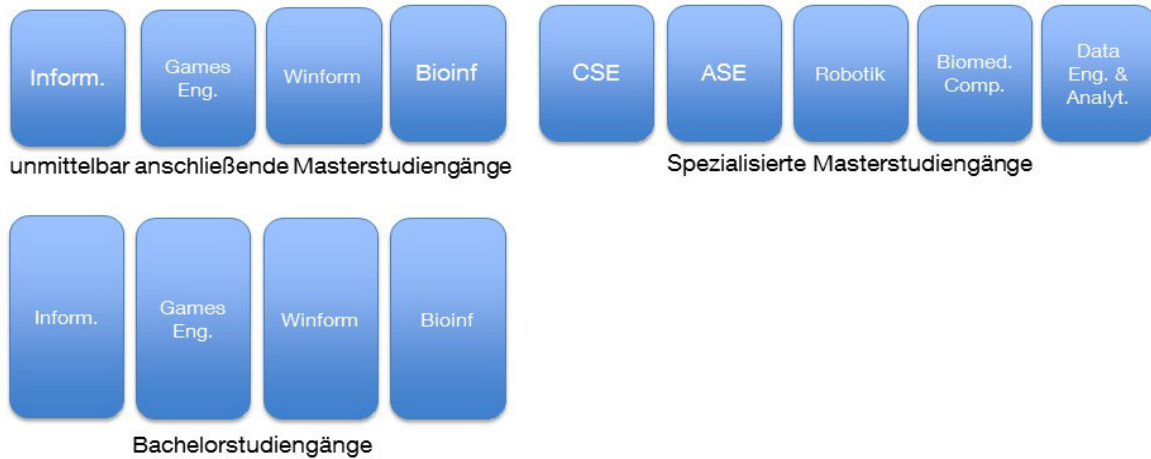 Inform.
Games
Eng.
Winform
Bioinf
unmittelbar anschließende Masterstudiengänge
CSE
ASE
Robotik
Biomed.
Comp.
Data
Eng. &
Analyt.
Spezialisierte Masterstudiengänge
Inform.
Games
Eng.
Winform
Bioinf
Bachelorstudiengänge